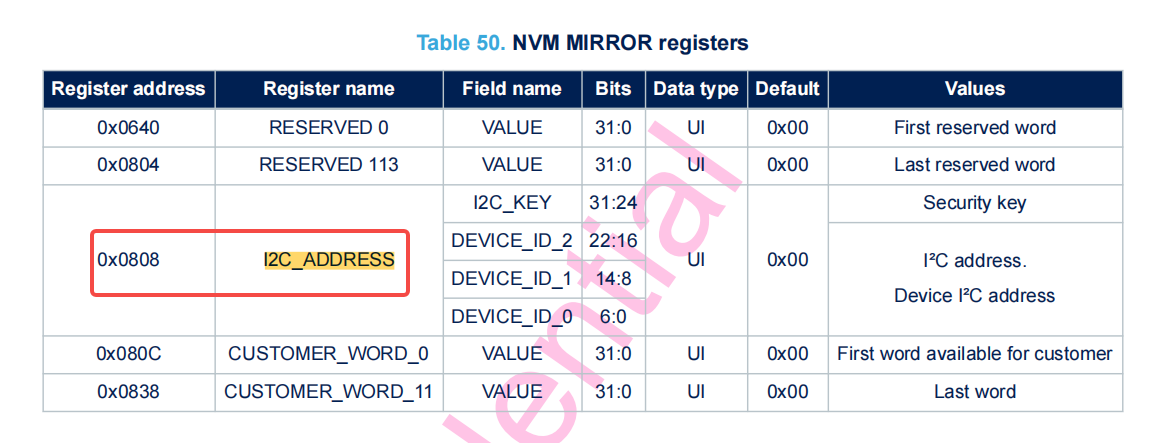 Table 50. NVM MIRROR registers
Register address Register name Field name Bits Data type Default Values
0x0640 RESERVED 0 VALUE 31:0 UI 0x00 First reserved word
0x0804 RESERVED 113 VALUE 31:0 UI 0x00 Last reserved word
0x0808 I2C_ADDRESS I2C_KEY 31:24 UI 0x00 Security key
DEVICE_ID_2 22:16 I²C address.
DEVICE_ID_1 14:8 Device I²C address
DEVICE_ID_0 6:0
0x080C CUSTOMER_WORD_0 VALUE 31:0 UI 0x00 First word available for customer
0x0838 CUSTOMER_WORD_11 VALUE 31:0 UI 0x00 Last word
dential